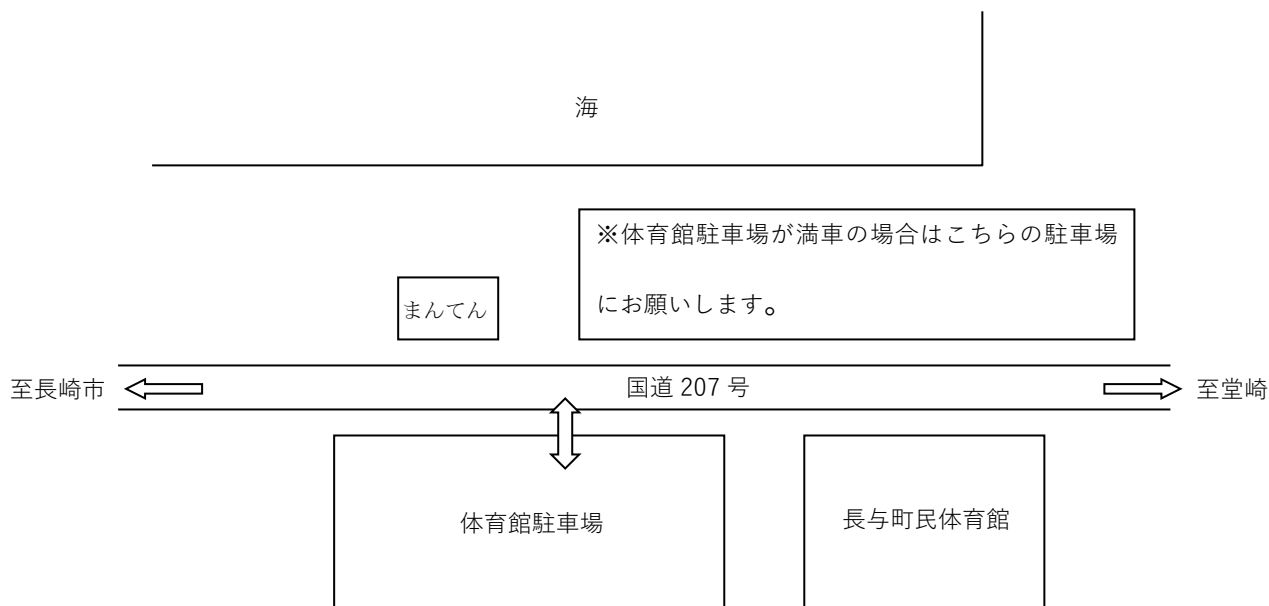 海
※体育館駐車場が満車の場合はこちらの駐車場
にお願いします。
まんてん
至長崎市
国道 207 号
至堂崎
体育館駐車場
長与町民体育館